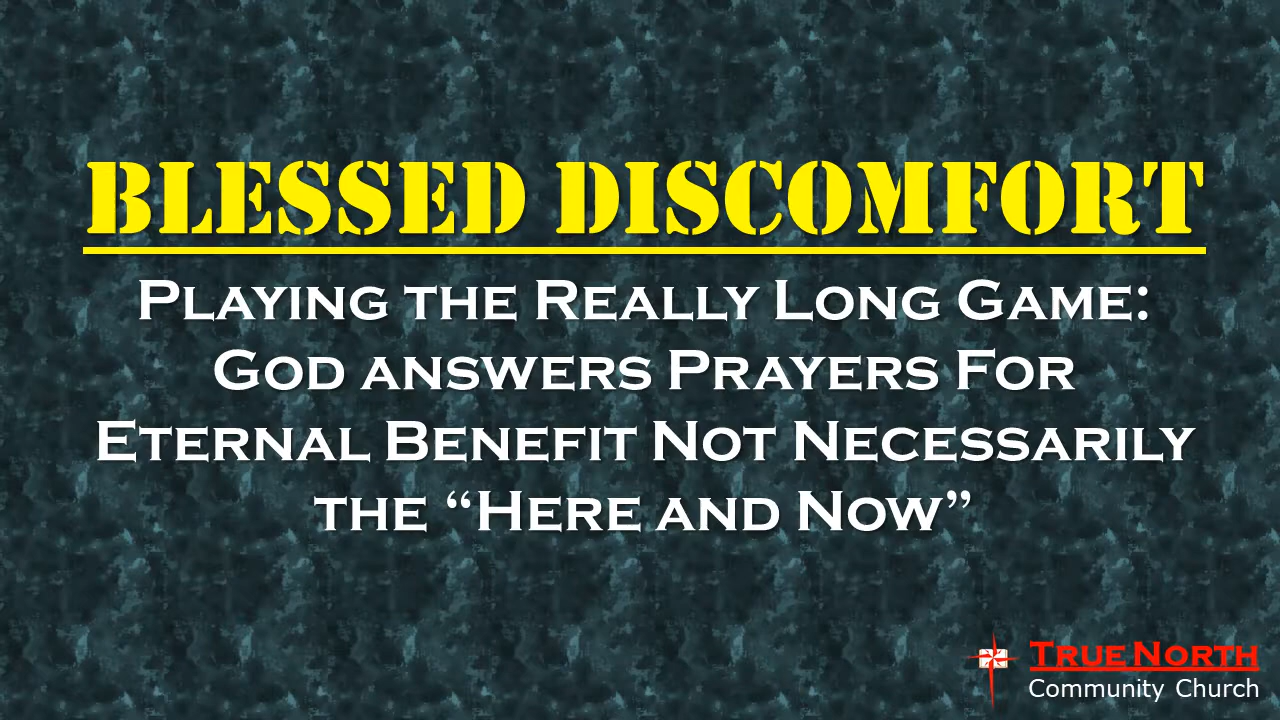 BLESSED DISCOMFORT
PLAYING THE REALLY LONG GAME:
GOD ANSWERS PRAYERS FOR
ETERNAL BENEFIT NOT NECESSARILY
THE “HERE AND NOW”
TRUE NORTH
Community Church